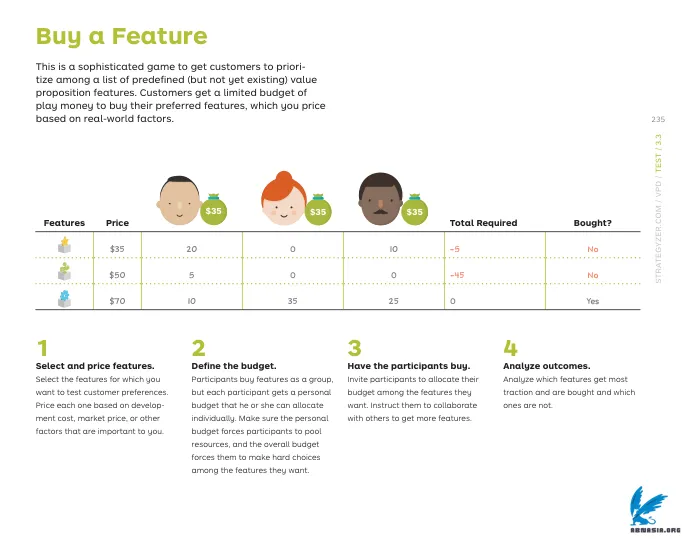 Buy a Feature
This is a sophisticated game to get customers to priori-
tize among a list of predefined (but not yet existing) value
proposition features. Customers get a limited budget of
play money to buy their preferred features, which you price
based on real-world factors.
235
STRATEGYZER.COM / VPD / TEST / 3.3
$35 $35 $35
Features Price Total Required Bought?
$35 20 0 10 -5 No
$50 5 0 0 -45 No
$70 10 35 25 0 Yes
1
Select and price features.
Select the features for which you
want to test customer preferences.
Price each one based on develop-
ment cost, market price, or other
factors that are important to you.
2
Define the budget.
Participants buy features as a group,
but each participant gets a personal
budget that he or she can allocate
individually. Make sure the personal
budget forces participants to pool
resources, and the overall budget
forces them to make hard choices
among the features they want.
3
Have the participants buy.
Invite participants to allocate their
budget among the features they
want. Instruct them to collaborate
with others to get more features.
4
Analyze outcomes.
Analyze which features get most
traction and are bought and which
ones are not.
ABMASIA.ORG